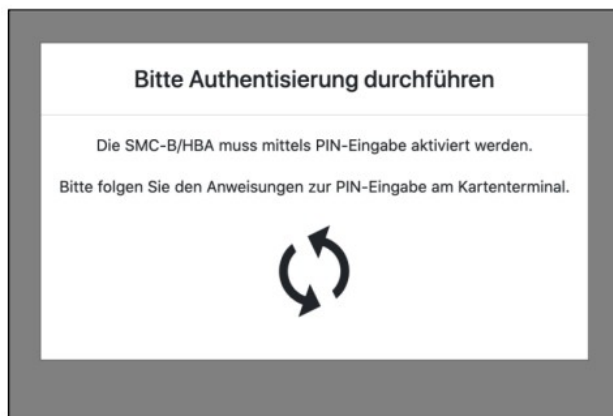 Bitte Authentisierung durchführen
Die SMC-B/HBA muss mittels PIN-Eingabe aktiviert werden.
Bitte folgen Sie den Anweisungen zur PIN-Eingabe am Kartenterminal.